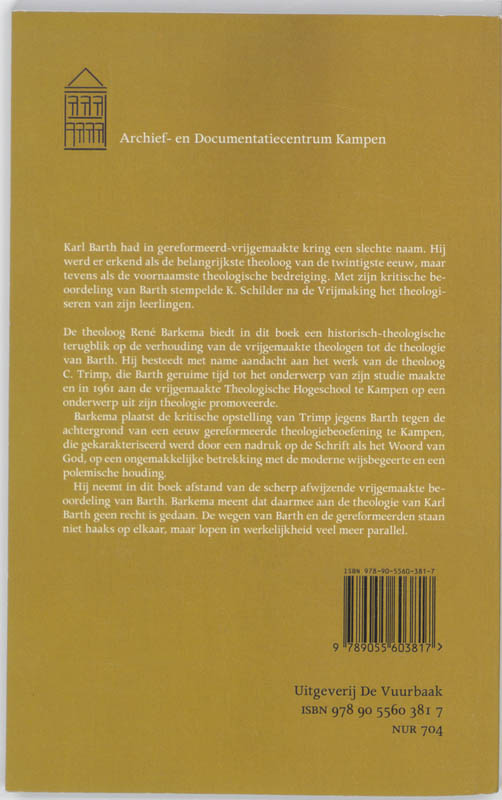 Archief- en Documentatiecentrum Kampen
Karl Barth had in gereformeerd-vrijgemaakte kring een slechte naam. Hij
werd er erkend als de belangrijkste theoloog van de twintigste eeuw, maar
tevens als de voornaamste theologische bedreiging. Met zijn kritische be-
oordeling van Barth stempelde K. Schilder na de Vrijmaking het theologi-
seren van zijn leerlingen.
De theoloog René Barkema biedt in dit boek een historisch-theologische
terugblik op de verhouding van de vrijgemaakte theologen tot de theologie
van Barth. Hij besteedt met name aandacht aan het werk van de theoloog
C. Trimp, die Barth geruime tijd tot het onderwerp van zijn studie maakte
en in 1961 aan de vrijgemaakte Theologische Hogeschool te Kampen op een
onderwerp uit zijn theologie promoveerde.
Barkema plaatst de kritische opstelling van Trimp jegens Barth tegen de
achtergrond van een eeuw gereformeerde theologiebeoefening te Kampen,
die gekarakteriseerd werd door een nadruk op de Schrift als het Woord van
God, op een ongemakkelijke betrekking met de moderne wijsbegeerte en een
polemische houding.
Hij neemt in dit boek afstand van de scherp afwijzende vrijgemaakte be-
oordeling van Barth. Barkema meent dat daarmee aan de theologie van Karl
Barth geen recht is gedaan. De wegen van Barth en de gereformeerden staan
niet haaks op elkaar, maar lopen in werkelijkheid veel meer parallel.
ISBN 978-90-5560-381-7
9 789055 603817 >
Uitgeverij De Vuurbaak
ISBN 978 90 5560 381 7
NUR 704